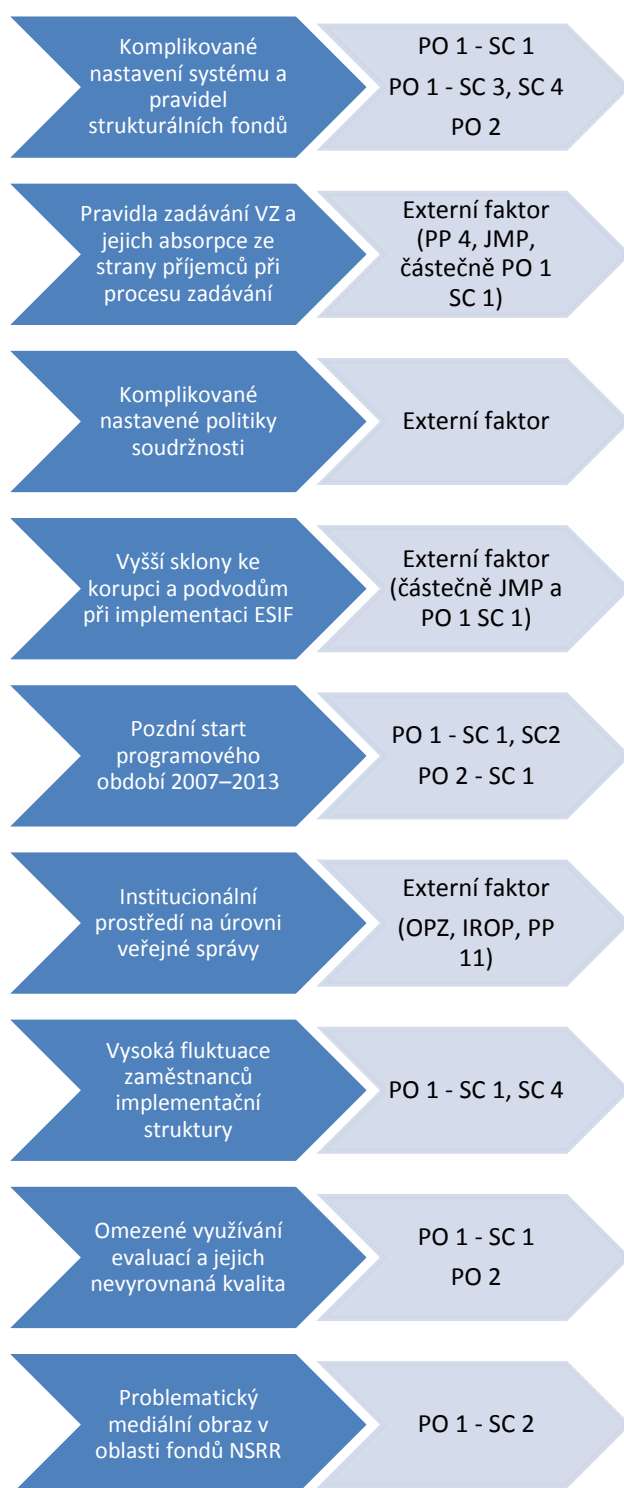 Komplikované
nastavení systému a
pravidel
strukturálních fondů
PO 1 - SC 1
PO 1 - SC 3, SC 4
PO 2
Pravidla zadávání VZ a
jejich absorpce ze
strany příjemců při
procesu zadávání
Externí faktor
(PP 4, JMP,
částečně PO 1
SC 1)
Komplikované
nastavené politiky
soudržnosti
Externí faktor
Vyšší sklony ke
korupci a podvodům
při implementaci ESIF
Externí faktor
(částečně JMP a
PO 1 SC 1)
Pozdní start
programového
období 2007–2013
PO 1 - SC 1, SC2
PO 2 - SC 1
Institucionální
prostředí na úrovni
veřejné správy
Externí faktor
(OPZ, IROP, PP
11)
Vysoká fluktuace
zaměstnanců
implementační
struktury
PO 1 - SC 1, SC 4
Omezené využívání
evaluací a jejich
nevyrovnaná kvalita
PO 1 - SC 1
PO 2
Problematický
mediální obraz v
oblasti fondů NSRR
PO 1 - SC 2